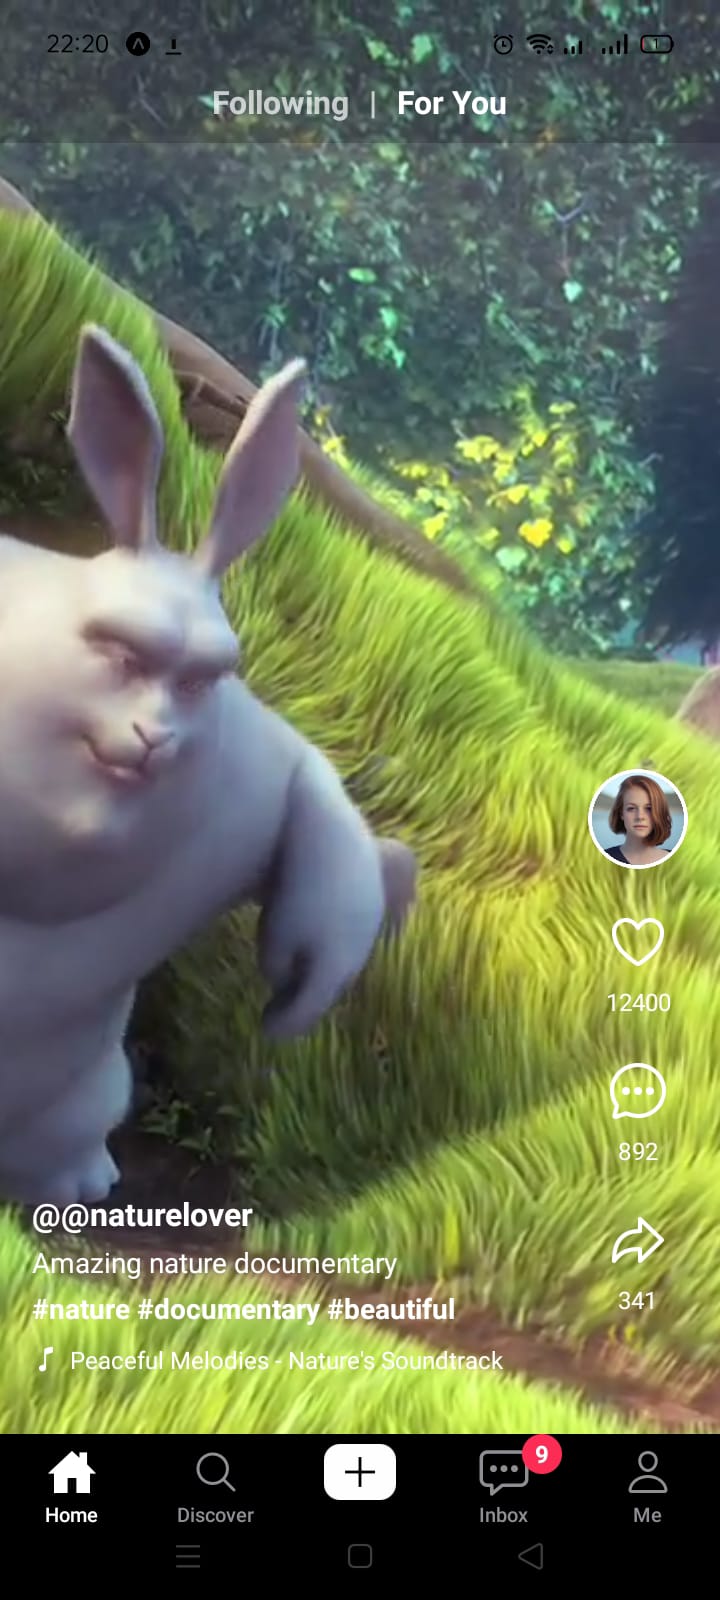 22:20
1
Following | For You
12400
892
@@naturelover
Amazing nature documentary
#nature #documentary #beautiful
341
Peaceful Melodies - Nature's Soundtrack
9
Home Discover Inbox Me